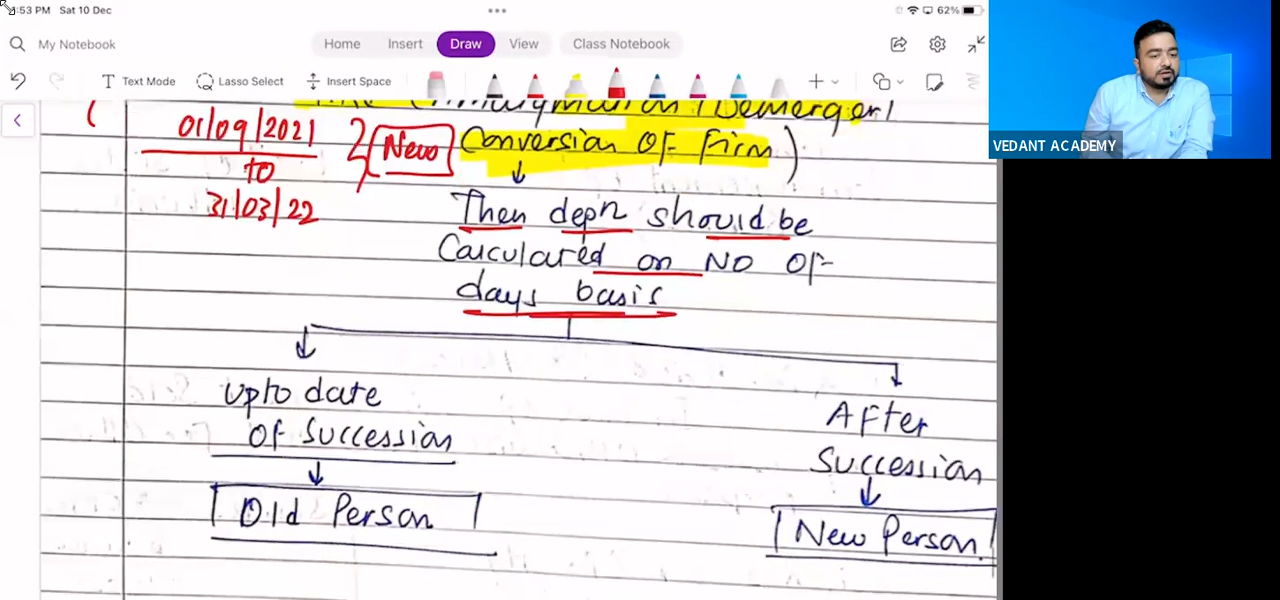 :53 PM Sat 10 Dec
62%
My Notebook
Home Insert Draw View Class Notebook
Text Mode Lasso Select Insert Space
(Demerger/
01/09/2021
to
31/03/22
New
Conversion Of Firm)
Then depn should be
Calculated on No Of
days basis
Upto date
Of Succession
Old Person
After
Succession
New Person
VEDANT ACADEMY